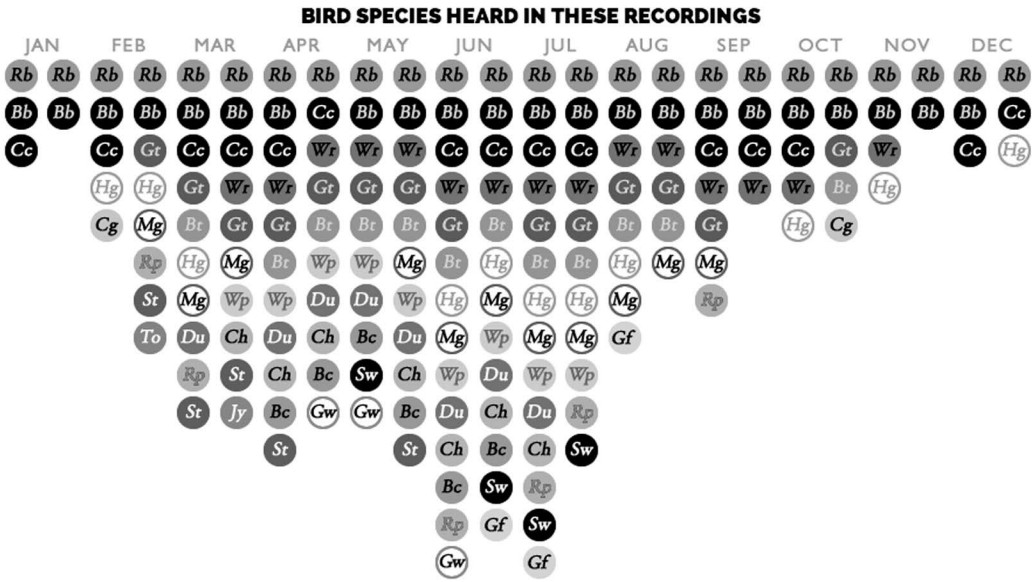 BIRD SPECIES HEARD IN THESE RECORDINGS
JAN FEB MAR APR MAY JUN JUL AUG SEP OCT NOV DEC
Rb Rb Rb Rb Rb Rb Rb Rb Rb Rb Rb Rb Rb Rb Rb Rb Rb Rb Rb Rb Rb Rb Rb Rb
Bb Bb Bb Bb Bb Bb Bb Cc Bb Bb Bb Bb Bb Bb Bb Bb Bb Bb Bb Bb Bb Bb Bb Cc
Cc Cc Gt Cc Cc Cc Wr Wr Wr Cc Cc Cc Cc Wr Wr Cc Cc Cc Gt Wr Cc Hg
Hg Hg Gt Wr Wr Gt Gt Gt Wr Wr Wr Wr Gt Gt Wr Wr Wr Bt Hg
Cg Mg Bt Gt Gt Bt Bt Bt Gt Bt Gt Gt Bt Bt Gt Hg Cg
Rp Hg Mg Bt Wp Wp Mg Bt Hg Bt Bt Hg Mg Mg
St Mg Wp Wp Du Du Wp Hg Mg Hg Hg Mg Rp
To Du Ch Du Ch Bc Du Mg Wp Mg Mg Gf
Rp St Ch Bc Sw Ch Wp Du Wp Wp
St Jy Bc Gw Gw Bc Du Ch Du Rp
St St Ch Bc Ch Sw
Bc Sw Rp
Rp Gf Sw
Gw Gf